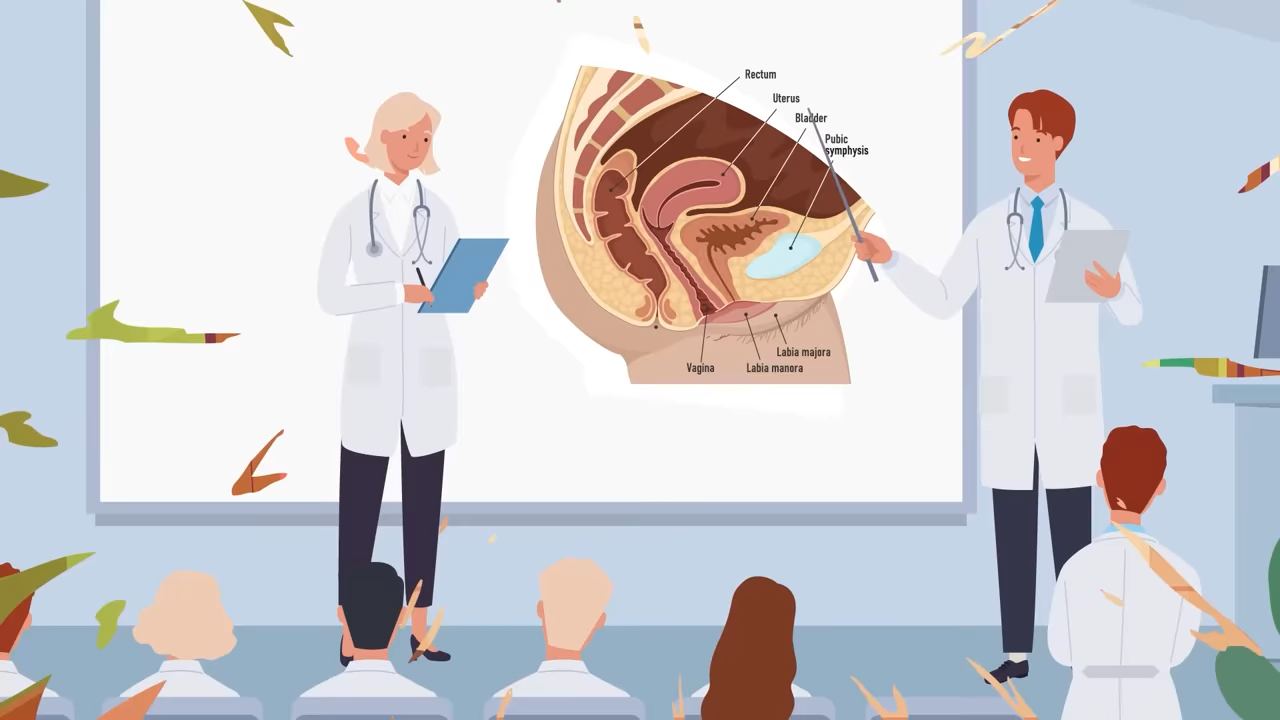 Rectum
Uterus
Bladder
Pubic
symphysis
Labia majora
Vagina
Labia manora